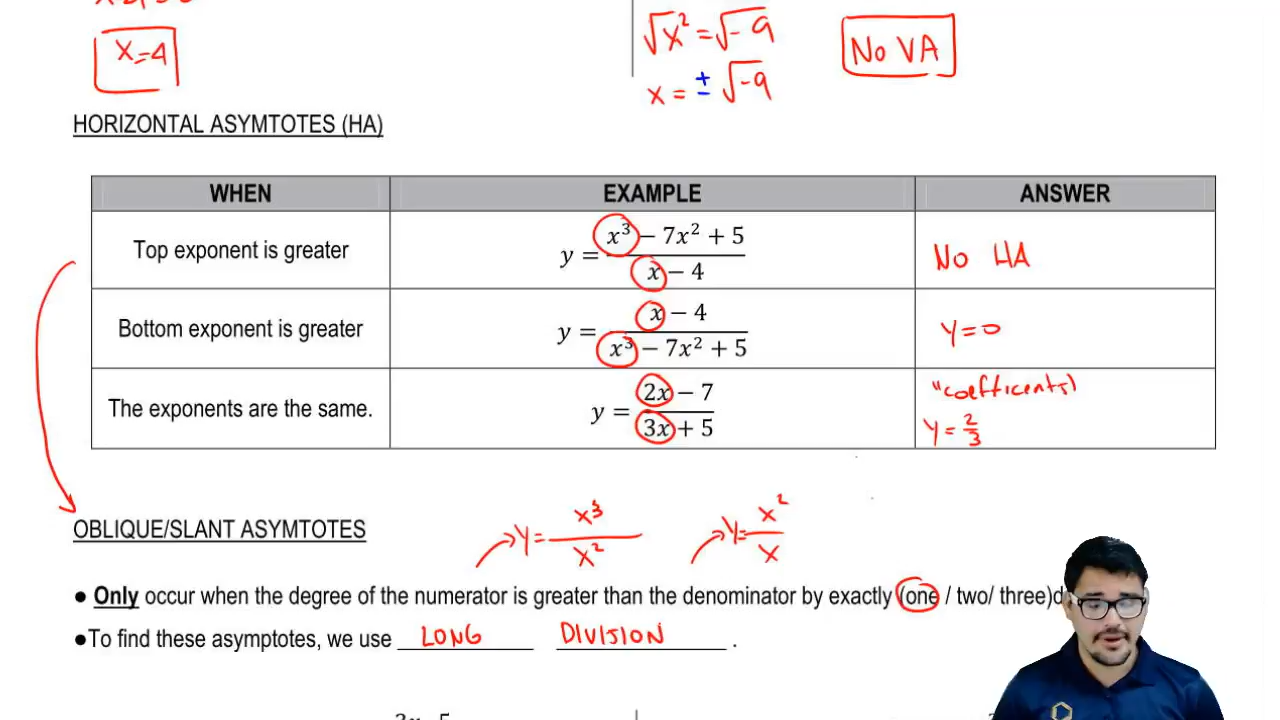 x=4
√x² = √-9
x = ± √-9
No VA
HORIZONTAL ASYMTOTES (HA)
WHEN EXAMPLE ANSWER
Top exponent is greater y = (x³ − 7x² + 5)/(x − 4) No HA
Bottom exponent is greater y = (x − 4)/(x³ − 7x² + 5) y=0
The exponents are the same. y = (2x − 7)/(3x + 5) "coefficents)
y = 2/3
OBLIQUE/SLANT ASYMTOTES
y = x³/x² y = x²/x
● Only occur when the degree of the numerator is greater than the denominator by exactly (one / two/ three)d
●To find these asymptotes, we use LONG DIVISION .